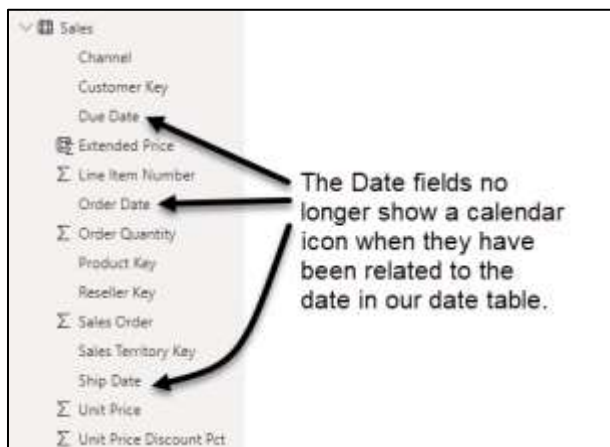 Sales
Channel
Customer Key
Due Date
Extended Price
Σ Line Item Number
Order Date
Σ Order Quantity
Product Key
Reseller Key
Σ Sales Order
Sales Territory Key
Ship Date
Σ Unit Price
Σ Unit Price Discount Pct
The Date fields no
longer show a calendar
icon when they have
been related to the
date in our date table.